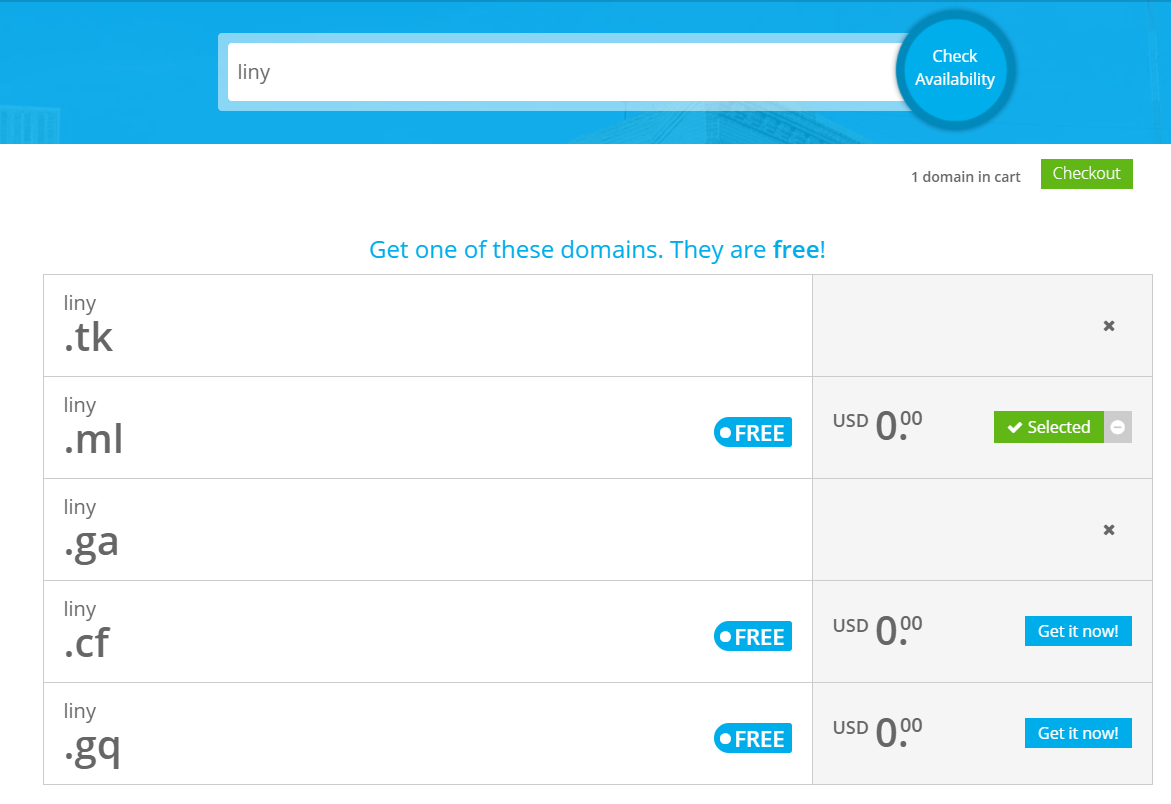 liny
Check
Availability
1 domain in cart
Checkout
Get one of these domains. They are free!
liny
.tk
liny
.ml
FREE
USD 0.00
Selected
liny
.ga
liny
.cf
FREE
USD 0.00
Get it now!
liny
.gq
FREE
USD 0.00
Get it now!